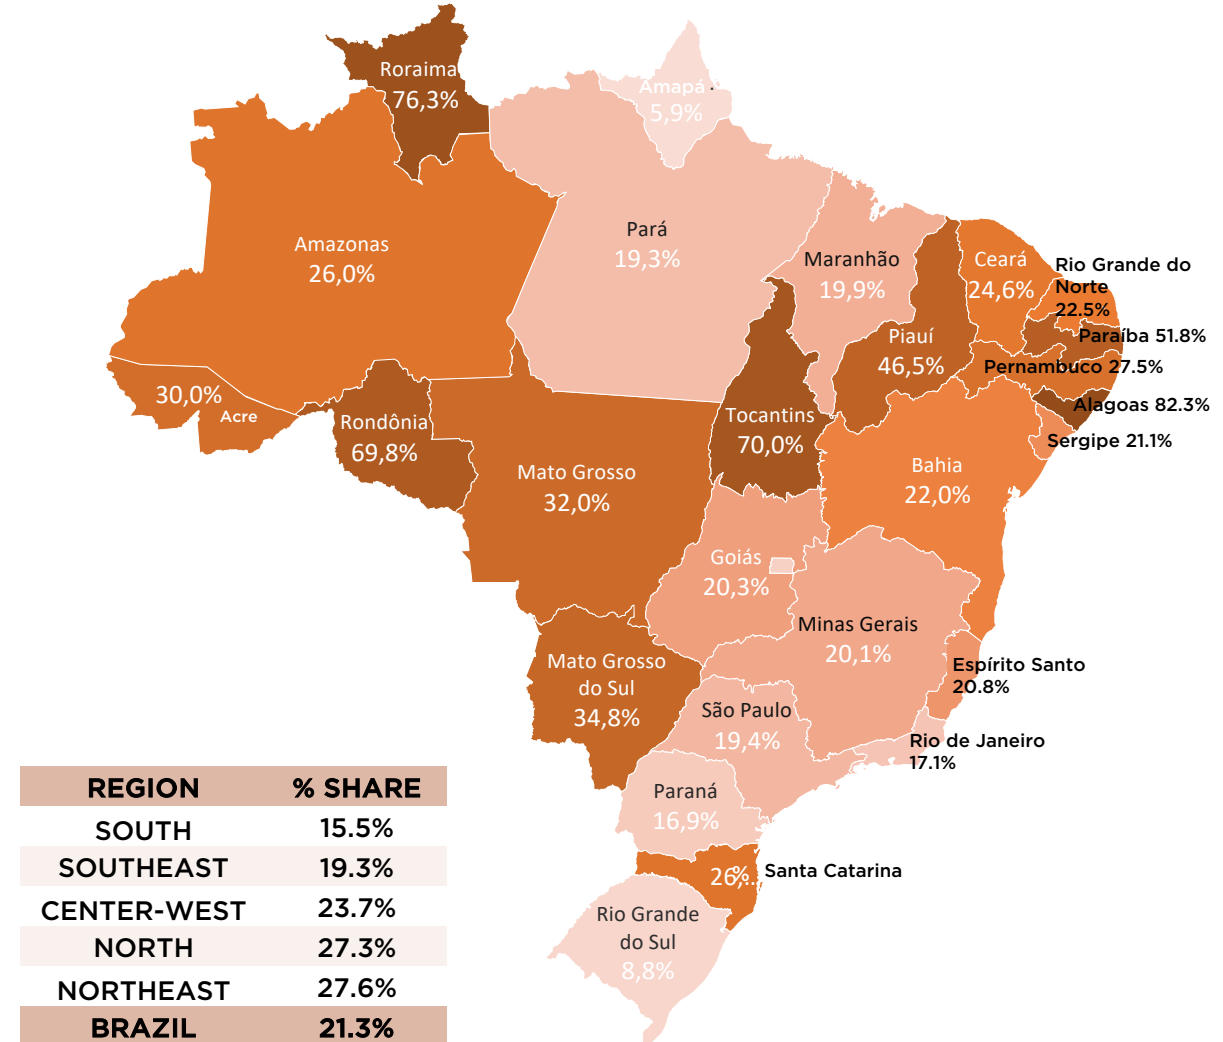 Roraima
76,3%
Amapá
5,9%
Pará
19,3%
Amazonas
26,0%
Maranhão
19,9%
Ceará
24,6%
Rio Grande do
Norte
22.5%
Piauí
46,5%
Paraíba 51.8%
Pernambuco 27.5%
30,0%
Acre
Rondônia
69,8%
Tocantins
70,0%
Alagoas 82.3%
Sergipe 21.1%
Mato Grosso
32,0%
Bahia
22,0%
Goiás
20,3%
Minas Gerais
20,1%
Mato Grosso
do Sul
34,8%
Espírito Santo
20.8%
São Paulo
19,4%
Rio de Janeiro
17.1%
Paraná
16,9%
26,...
%
Santa Catarina
Rio Grande
do Sul
8,8%
REGION % SHARE
SOUTH 15.5%
SOUTHEAST 19.3%
CENTER-WEST 23.7%
NORTH 27.3%
NORTHEAST 27.6%
BRAZIL 21.3%